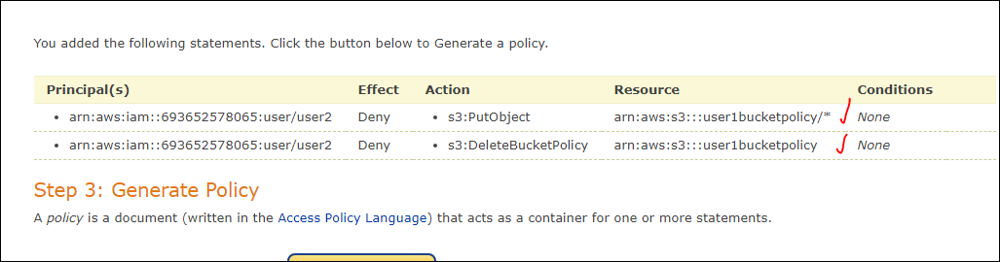 You added the following statements. Click the button below to Generate a policy.
Principal(s) Effect Action Resource Conditions
• arn:aws:iam::693652578065:user/user2 Deny • s3:PutObject arn:aws:s3:::user1bucketpolicy/* None
• arn:aws:iam::693652578065:user/user2 Deny • s3:DeleteBucketPolicy arn:aws:s3:::user1bucketpolicy None
Step 3: Generate Policy
A policy is a document (written in the Access Policy Language) that acts as a container for one or more statements.